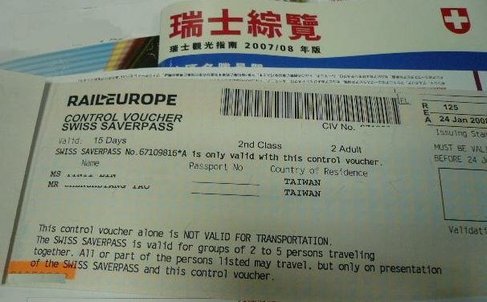 瑞士綜覽
瑞士觀光指南 2007/08 年版
RAILEUROPE
CONTROL VOUCHER
SWISS SAVERPASS
CIV No.
Valid: 15 Days 2nd Class 2 Adult
SWISS SAVERPASS No.67109816*A is only valid with this control voucher.
Name Passport No Country of Residence
MS TAIWAN
MR TAIWAN
This control voucher alone is NOT VALID FOR TRANSPORTATION.
The SWISS SAVERPASS is valid for groups of 2 to 5 persons traveling
together. All or part of the persons listed may travel, but only on presentation
of the SWISS SAVERPASS and this control voucher.
R E A
125
24 Jan 200
Issuing Stam
MUST BE VAL
BEFORE 24 J
Validati